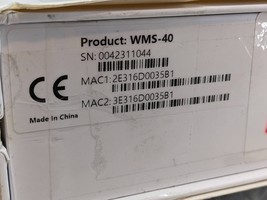 Product: WMS-40
SN: 0042311044
MAC1: 2E316D0035B1
CE
MAC2: 3E316D0035B1
Made in China